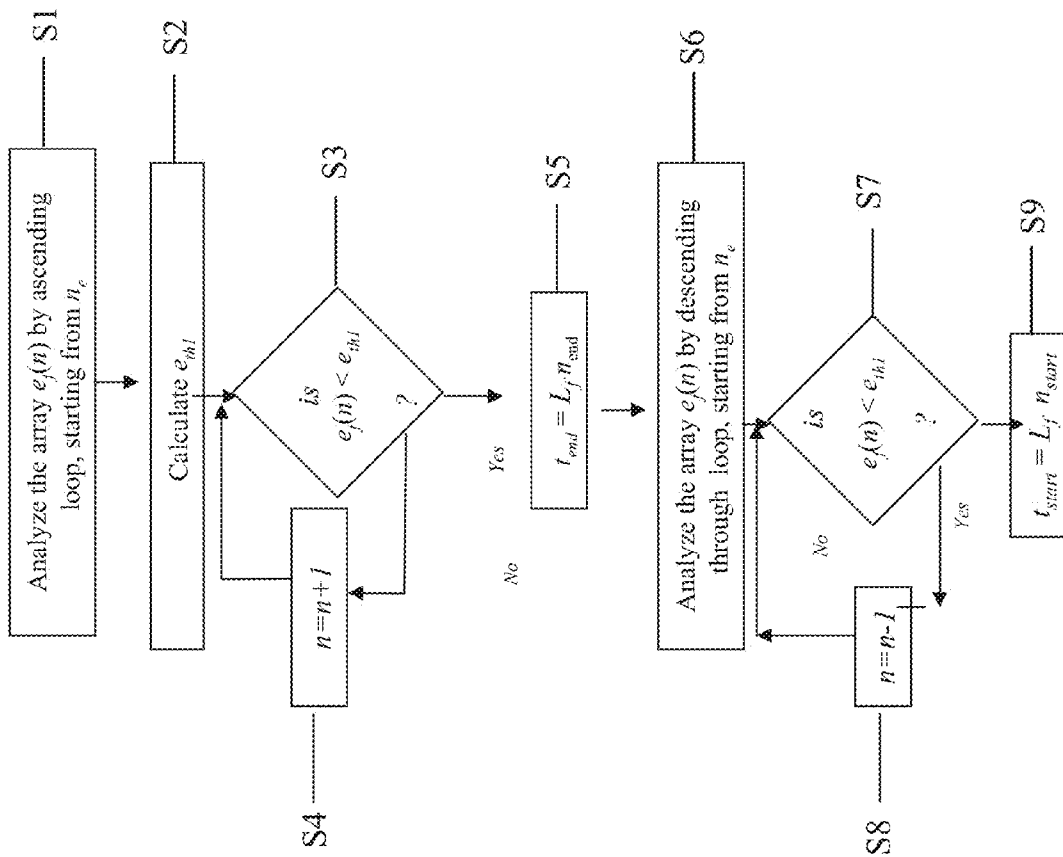 Analyze the array e_f(n) by ascending
loop, starting from n_e
S1
Calculate e_th1
S2
is
e_f(n) < e_th1
?
S3
n=n+1
S4
Yes
No
t_end = L_f n_end
S5
Analyze the array e_f(n) by descending
through loop, starting from n_e
S6
is
e_f(n) < e_th1
?
S7
No
n=n-1
S8
Yes
t_start = L_f n_start
S9